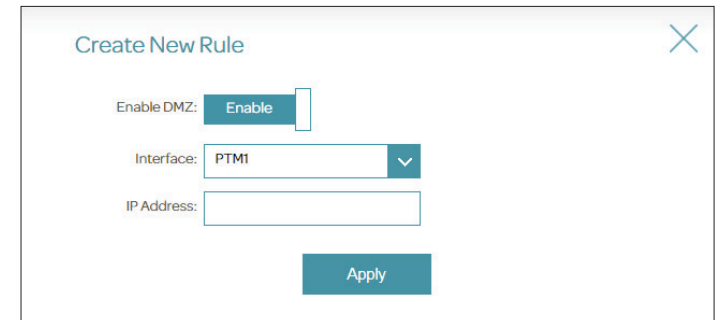 Create New Rule
Enable DMZ: Enable
Interface: PTM1
IP Address:
Apply